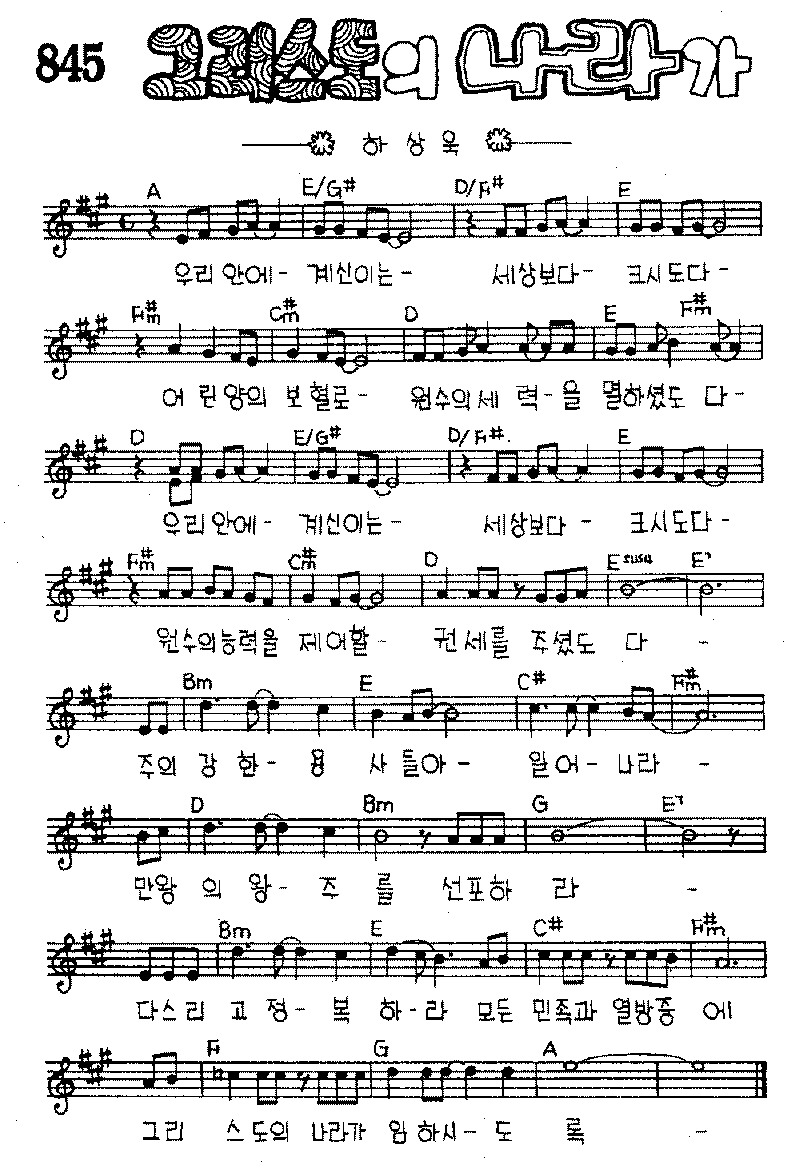 845 그리스도의 나라가
하 상 욱
A E/G# D/F# E
우리 안에- 계신이는- 세상보다- 크시도다-
F#m C#m D E F#m
어 린 양의 보 혈로- 원수의세 력-을 멸하셨도 다-
D E/G# D/F#. E
우리 안에- 계신이는- 세상보다- 크시도다-
F#m C#m D Esus4 E7
원수의능력을 제어할- 권세를 주셨도 다 -
Bm E C# F#m
주의 강 한- 용 사 들아- 일어-나라 -
D Bm G E7
만왕 의 왕- 주 를 선포하 라 -
Bm E C# F#m
다스리 고 정- 복 하-라 모든 민족과 열방중 에
F G A
그리 스도의 나라가 임하시- 도 록 -